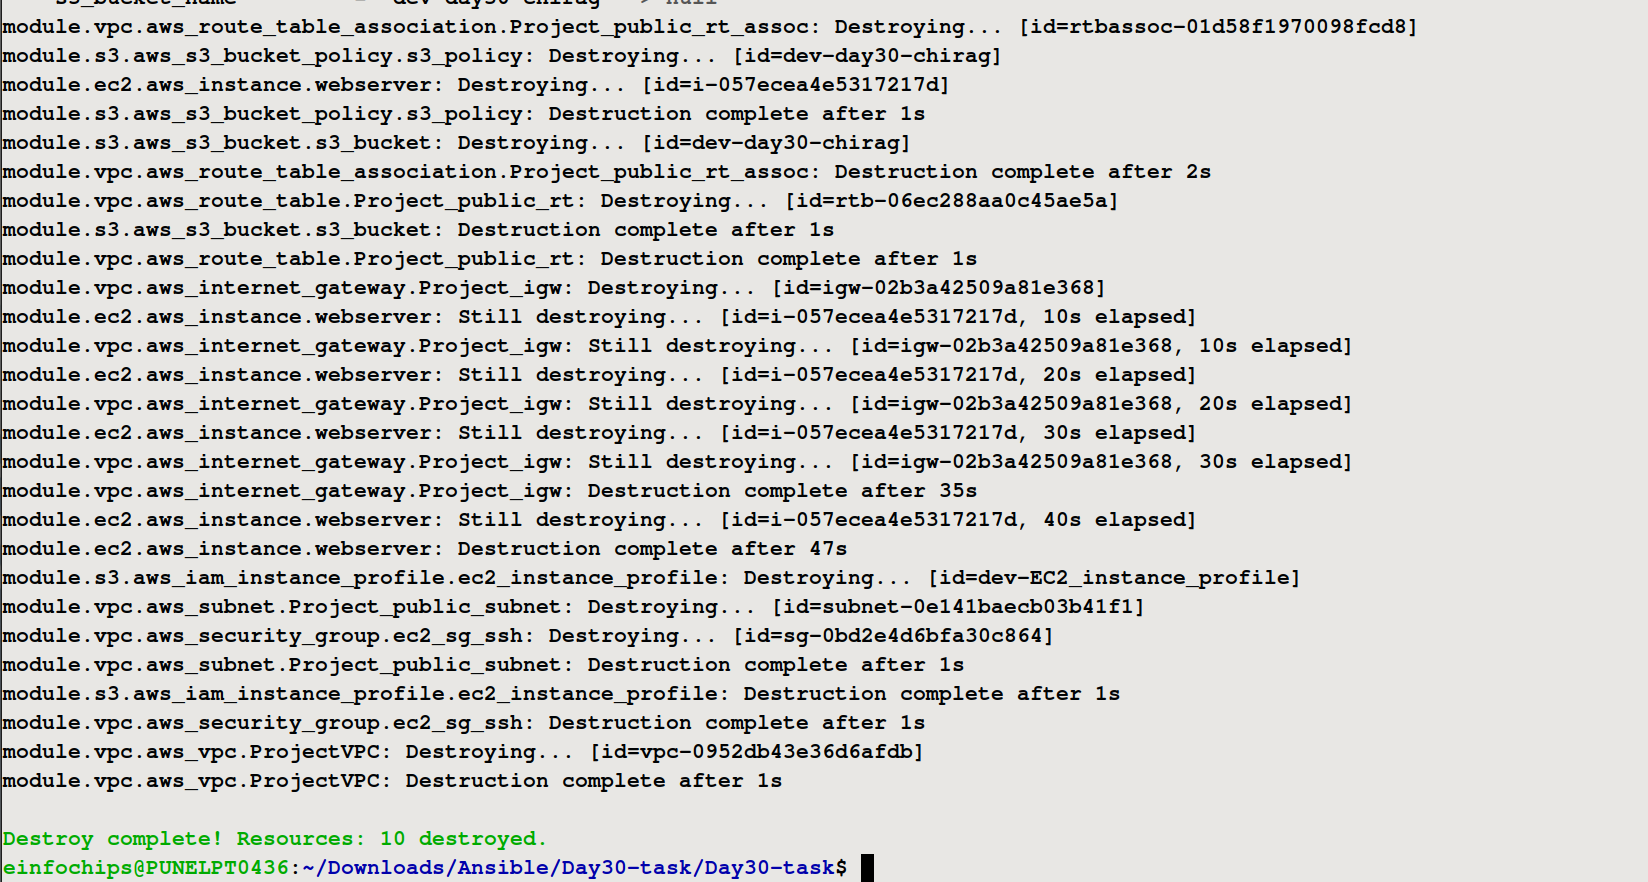 s3_bucket_name = "dev-day30-chirag" -> null
module.vpc.aws_route_table_association.Project_public_rt_assoc: Destroying... [id=rtbassoc-01d58f1970098fcd8]
module.s3.aws_s3_bucket_policy.s3_policy: Destroying... [id=dev-day30-chirag]
module.ec2.aws_instance.webserver: Destroying... [id=i-057ecea4e5317217d]
module.s3.aws_s3_bucket_policy.s3_policy: Destruction complete after 1s
module.s3.aws_s3_bucket.s3_bucket: Destroying... [id=dev-day30-chirag]
module.vpc.aws_route_table_association.Project_public_rt_assoc: Destruction complete after 2s
module.vpc.aws_route_table.Project_public_rt: Destroying... [id=rtb-06ec288aa0c45ae5a]
module.s3.aws_s3_bucket.s3_bucket: Destruction complete after 1s
module.vpc.aws_route_table.Project_public_rt: Destruction complete after 1s
module.vpc.aws_internet_gateway.Project_igw: Destroying... [id=igw-02b3a42509a81e368]
module.ec2.aws_instance.webserver: Still destroying... [id=i-057ecea4e5317217d, 10s elapsed]
module.vpc.aws_internet_gateway.Project_igw: Still destroying... [id=igw-02b3a42509a81e368, 10s elapsed]
module.ec2.aws_instance.webserver: Still destroying... [id=i-057ecea4e5317217d, 20s elapsed]
module.vpc.aws_internet_gateway.Project_igw: Still destroying... [id=igw-02b3a42509a81e368, 20s elapsed]
module.ec2.aws_instance.webserver: Still destroying... [id=i-057ecea4e5317217d, 30s elapsed]
module.vpc.aws_internet_gateway.Project_igw: Still destroying... [id=igw-02b3a42509a81e368, 30s elapsed]
module.vpc.aws_internet_gateway.Project_igw: Destruction complete after 35s
module.ec2.aws_instance.webserver: Still destroying... [id=i-057ecea4e5317217d, 40s elapsed]
module.ec2.aws_instance.webserver: Destruction complete after 47s
module.s3.aws_iam_instance_profile.ec2_instance_profile: Destroying... [id=dev-EC2_instance_profile]
module.vpc.aws_subnet.Project_public_subnet: Destroying... [id=subnet-0e141baecb03b41f1]
module.vpc.aws_security_group.ec2_sg_ssh: Destroying... [id=sg-0bd2e4d6bfa30c864]
module.vpc.aws_subnet.Project_public_subnet: Destruction complete after 1s
module.s3.aws_iam_instance_profile.ec2_instance_profile: Destruction complete after 1s
module.vpc.aws_security_group.ec2_sg_ssh: Destruction complete after 1s
module.vpc.aws_vpc.ProjectVPC: Destroying... [id=vpc-0952db43e36d6afdb]
module.vpc.aws_vpc.ProjectVPC: Destruction complete after 1s
Destroy complete! Resources: 10 destroyed.
einfochips@PUNELPT0436:~/Downloads/Ansible/Day30-task/Day30-task$